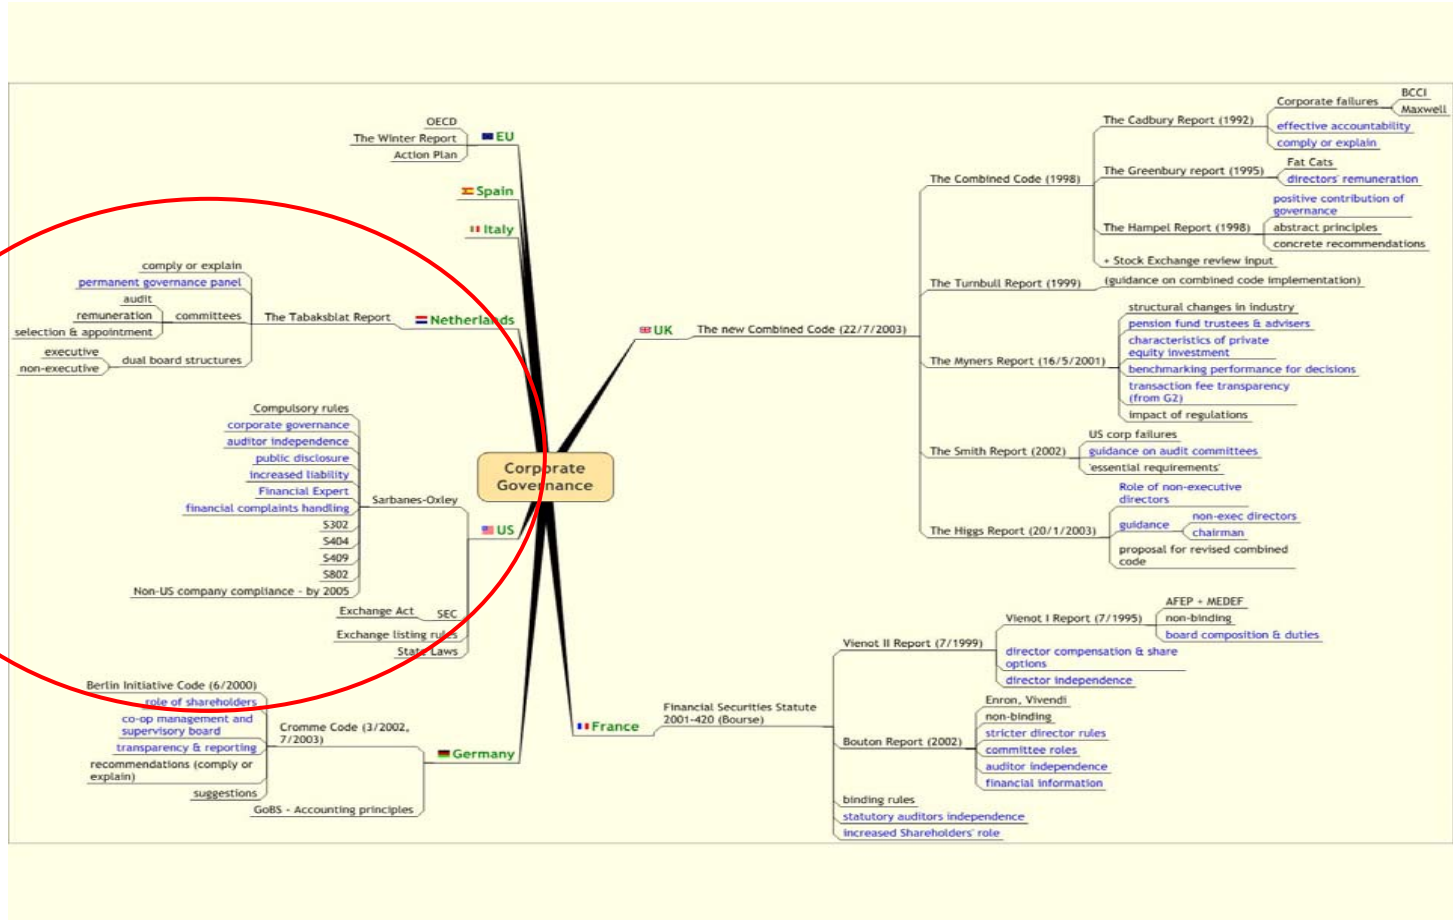 OECD
The Winter Report
Action Plan
EU
Spain
Italy
comply or explain
permanent governance panel
audit
remuneration
selection & appointment
committees
executive
non-executive
dual board structures
The Tabaksblat Report
Netherlands
Compulsory rules
corporate governance
auditor independence
public disclosure
increased liability
Financial Expert
financial complaints handling
S302
S404
S409
S802
Non-US company compliance - by 2005
Sarbanes-Oxley
Exchange Act
SEC
Exchange listing rules
State Laws
US
Berlin Initiative Code (6/2000)
role of shareholders
co-op management and
supervisory board
transparency & reporting
recommendations (comply or
explain)
suggestions
Cromme Code (3/2002,
7/2003)
GoBS - Accounting principles
Germany
Corporate
Governance
UK
The new Combined Code (22/7/2003)
The Combined Code (1998)
The Cadbury Report (1992)
Corporate failures
BCCI
Maxwell
effective accountability
comply or explain
The Greenbury report (1995)
Fat Cats
directors' remuneration
The Hampel Report (1998)
positive contribution of
governance
abstract principles
concrete recommendations
+ Stock Exchange review input
The Turnbull Report (1999)
(guidance on combined code implementation)
The Myners Report (16/5/2001)
structural changes in industry
pension fund trustees & advisers
characteristics of private
equity investment
benchmarking performance for decisions
transaction fee transparency
(from G2)
impact of regulations
The Smith Report (2002)
US corp failures
guidance on audit committees
'essential requirements'
The Higgs Report (20/1/2003)
Role of non-executive
directors
guidance
non-exec directors
chairman
proposal for revised combined
code
France
Financial Securities Statute
2001-420 (Bourse)
Vienot II Report (7/1999)
Vienot I Report (7/1995)
AFEP + MEDEF
non-binding
board composition & duties
director compensation & share
options
director independence
Bouton Report (2002)
Enron, Vivendi
non-binding
stricter director rules
committee roles
auditor independence
financial information
binding rules
statutory auditors independence
increased Shareholders' role